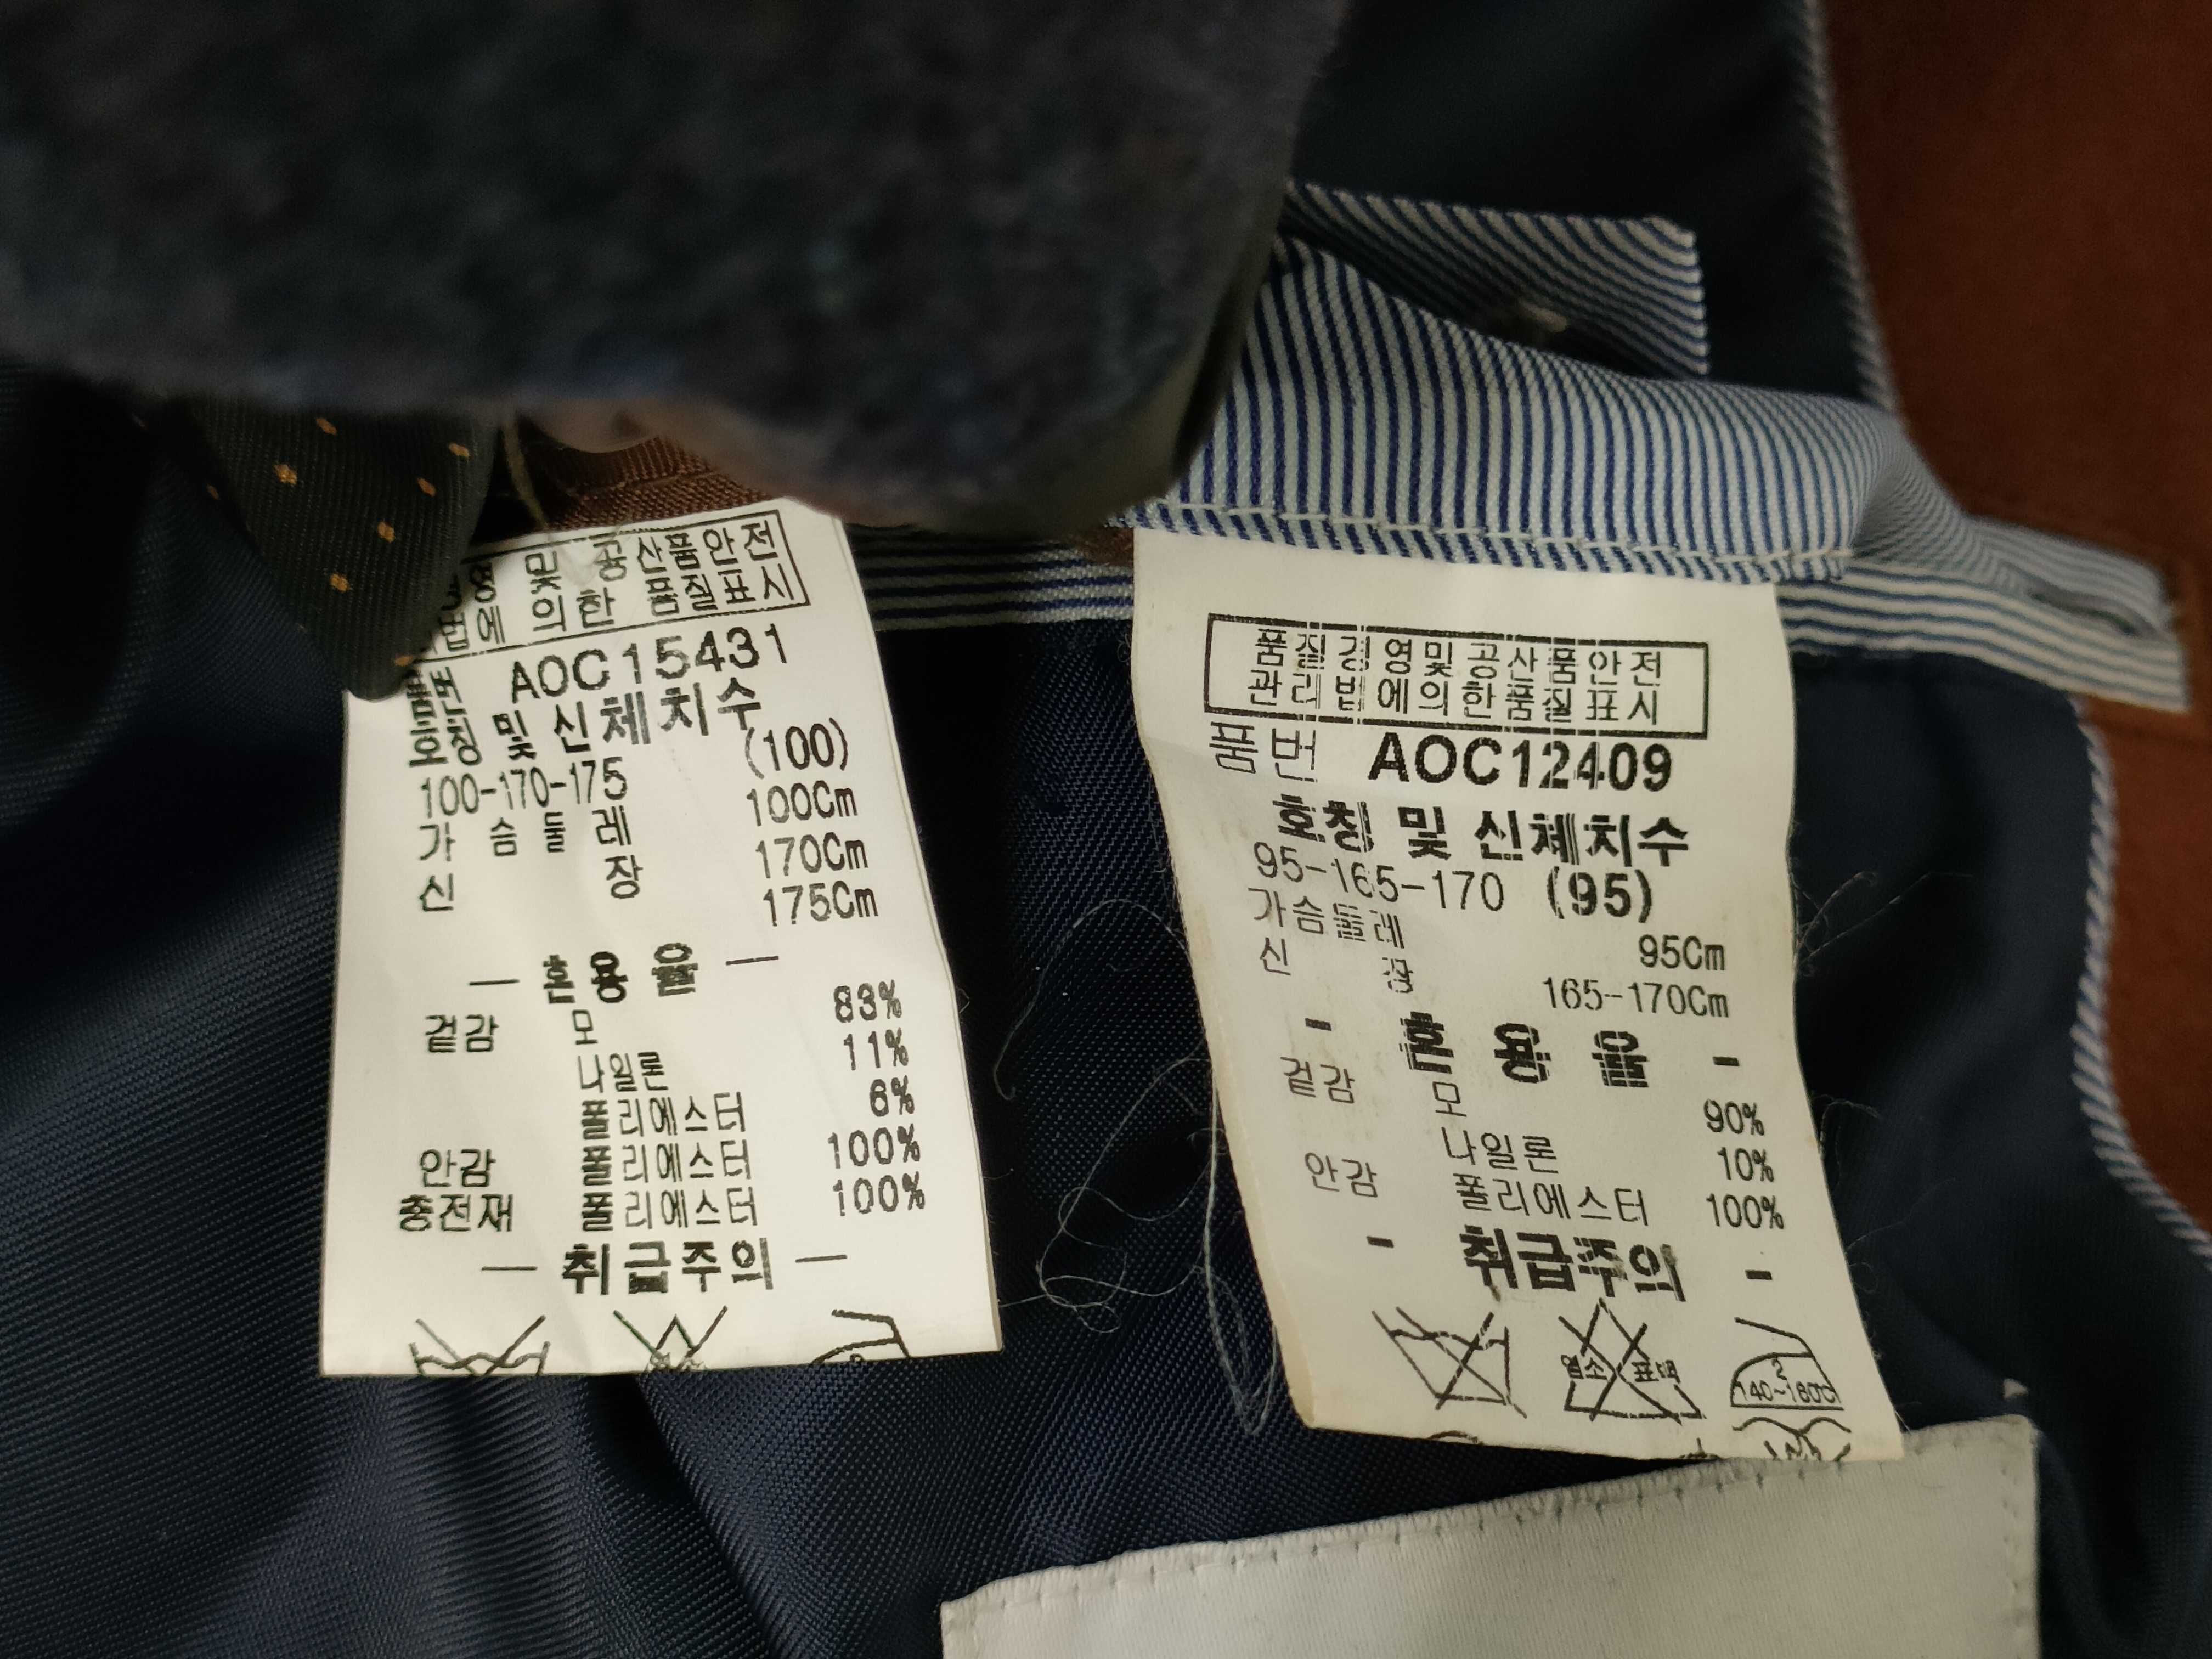 영 및 공산품안전
법에 의한 품질표시
품번 AOC15431
호칭 및 신체치수
100-170-175 (100)
가슴둘레 100Cm
신장 170Cm
175Cm
— 혼용율 —
겉감 모 83%
나일론 11%
폴리에스터 6%
안감 폴리에스터 100%
충전재 폴리에스터 100%
— 취급주의 —
품질경영및공산품안전
관리법에의한품질표시
품번 AOC12409
호칭 및 신체치수
95-165-170 (95)
가슴둘레 95Cm
신장 165-170Cm
- 혼용율 -
겉감 모 90%
나일론 10%
안감 폴리에스터 100%
- 취급주의 -
염소 표백
2
140~160℃